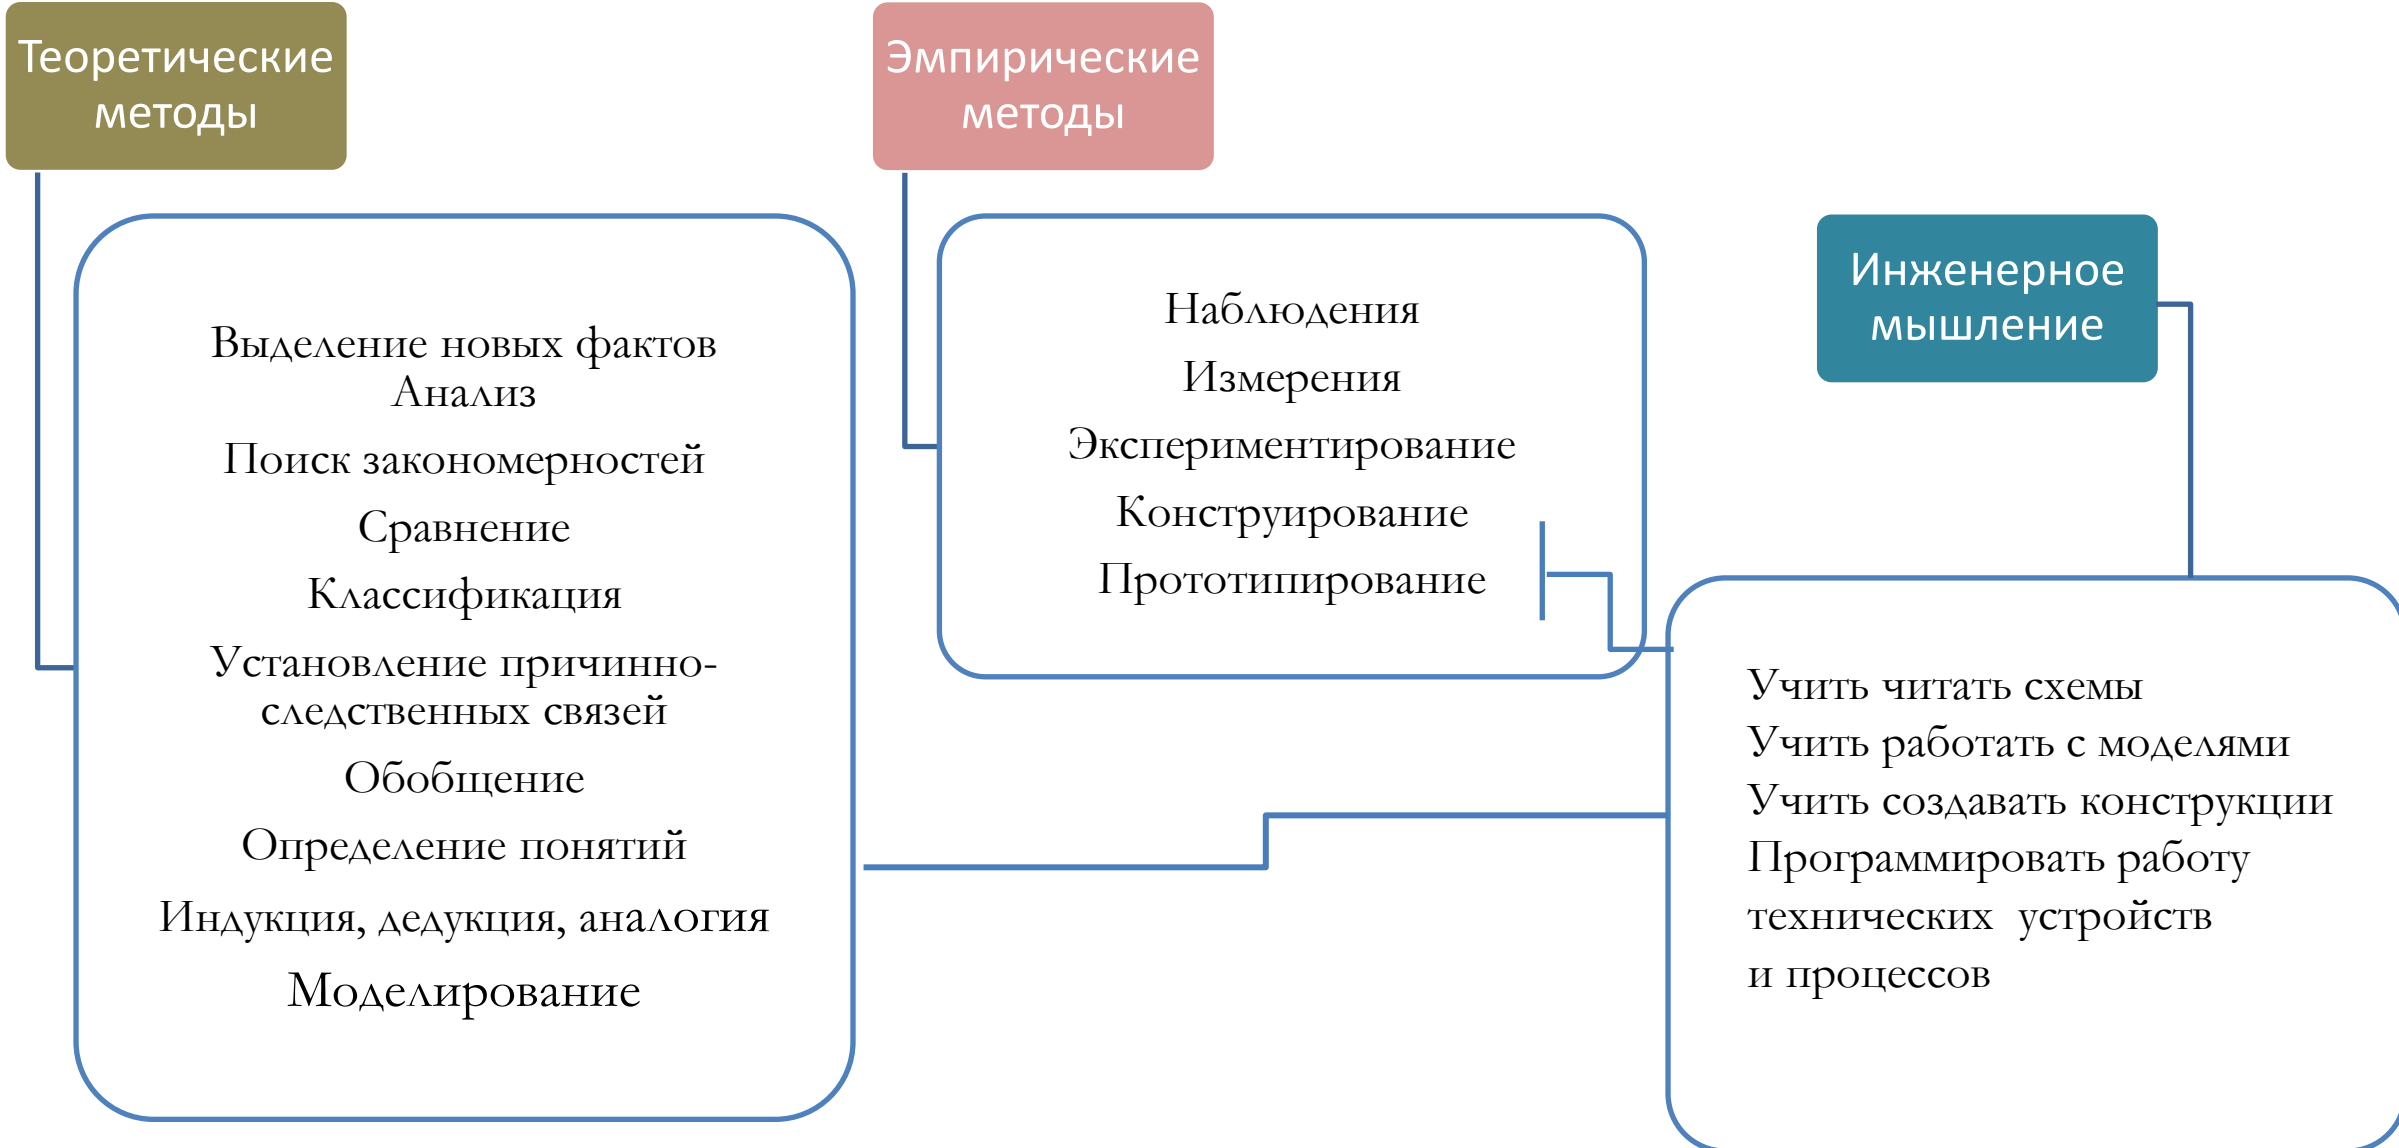 Теоретические
методы
Выделение новых фактов
Анализ
Поиск закономерностей
Сравнение
Классификация
Установление причинно-
следственных связей
Обобщение
Определение понятий
Индукция, дедукция, аналогия
Моделирование
Эмпирические
методы
Наблюдения
Измерения
Экспериментирование
Конструирование
Прототипирование
Инженерное
мышление
Учить читать схемы
Учить работать с моделями
Учить создавать конструкции
Программировать работу
технических устройств
и процессов